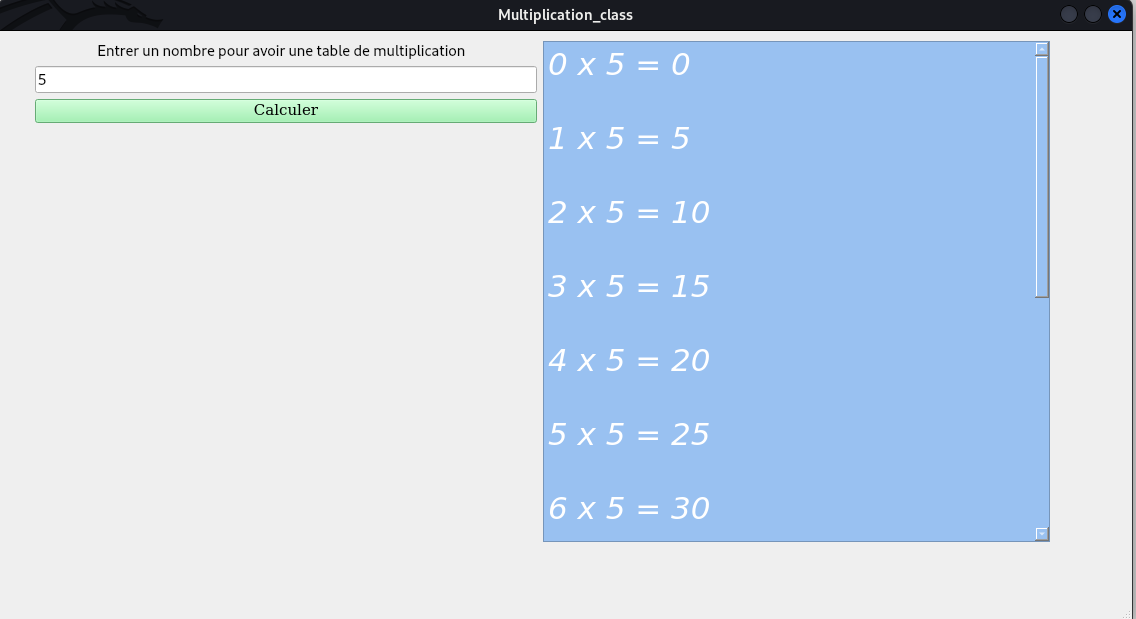 Multiplication_class
Entrer un nombre pour avoir une table de multiplication
5
Calculer
0 x 5 = 0
1 x 5 = 5
2 x 5 = 10
3 x 5 = 15
4 x 5 = 20
5 x 5 = 25
6 x 5 = 30